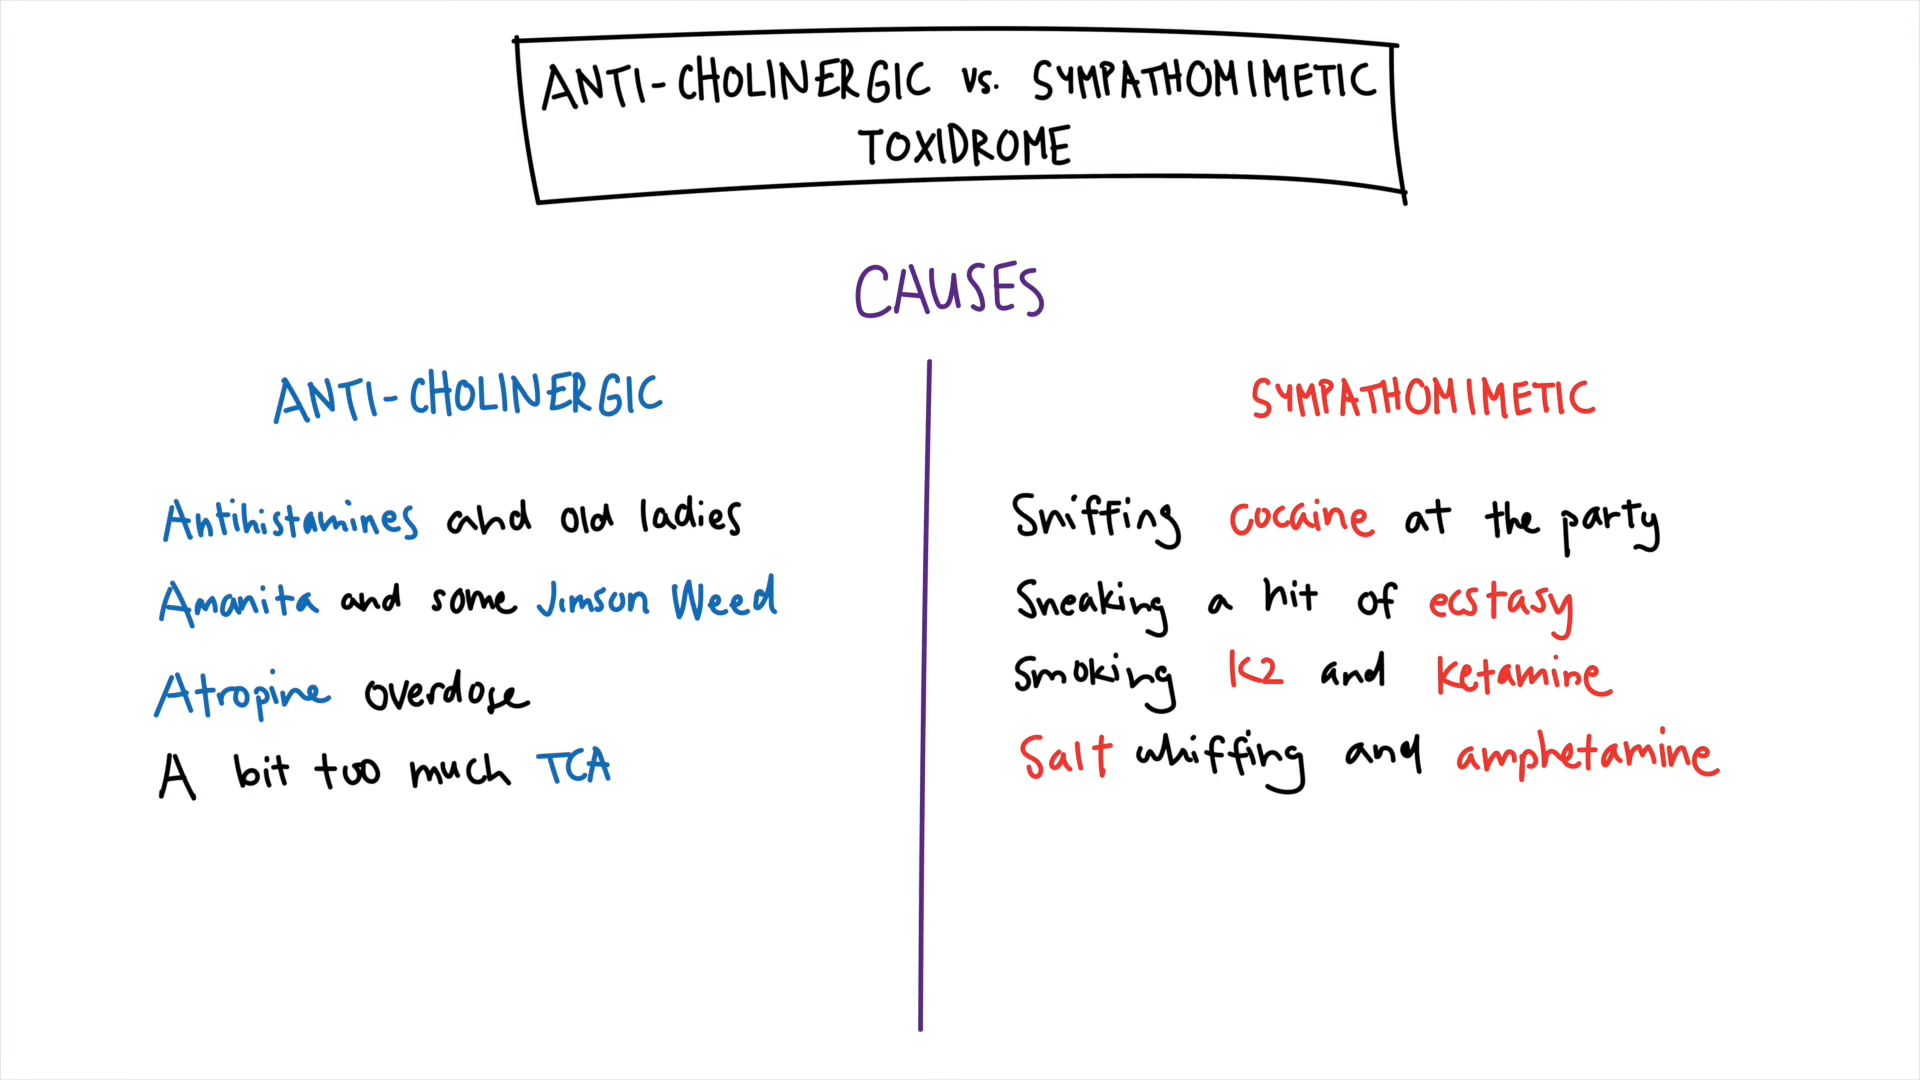 ANTI-CHOLINERGIC vs. SYMPATHOMIMETIC
TOXIDROME
CAUSES
ANTI-CHOLINERGIC
Antihistamines and old ladies
Amanita and some Jimson Weed
Atropine overdose
A bit too much TCA
SYMPATHOMIMETIC
Sniffing cocaine at the party
Sneaking a hit of ecstasy
Smoking K2 and ketamine
Salt whiffing and amphetamine